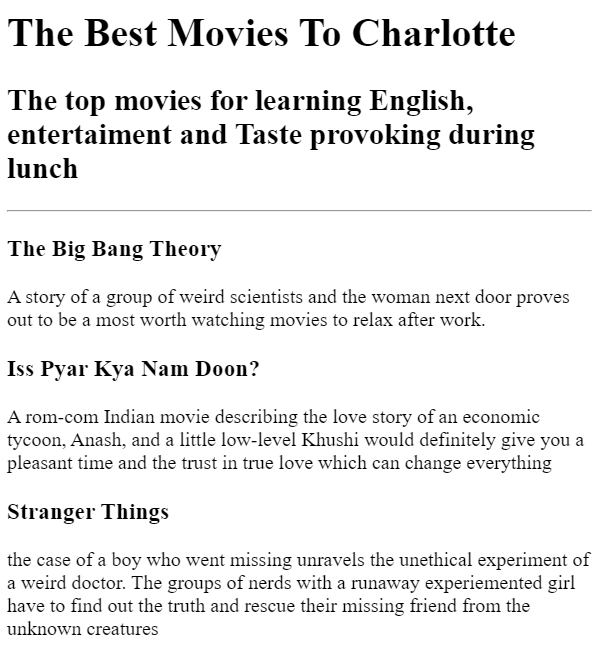 The Best Movies To Charlotte
The top movies for learning English,
entertaiment and Taste provoking during
lunch
The Big Bang Theory
A story of a group of weird scientists and the woman next door proves
out to be a most worth watching movies to relax after work.
Iss Pyar Kya Nam Doon?
A rom-com Indian movie describing the love story of an economic
tycoon, Anash, and a little low-level Khushi would definitely give you a
pleasant time and the trust in true love which can change everything
Stranger Things
the case of a boy who went missing unravels the unethical experiment of
a weird doctor. The groups of nerds with a runaway experiemented girl
have to find out the truth and rescue their missing friend from the
unknown creatures